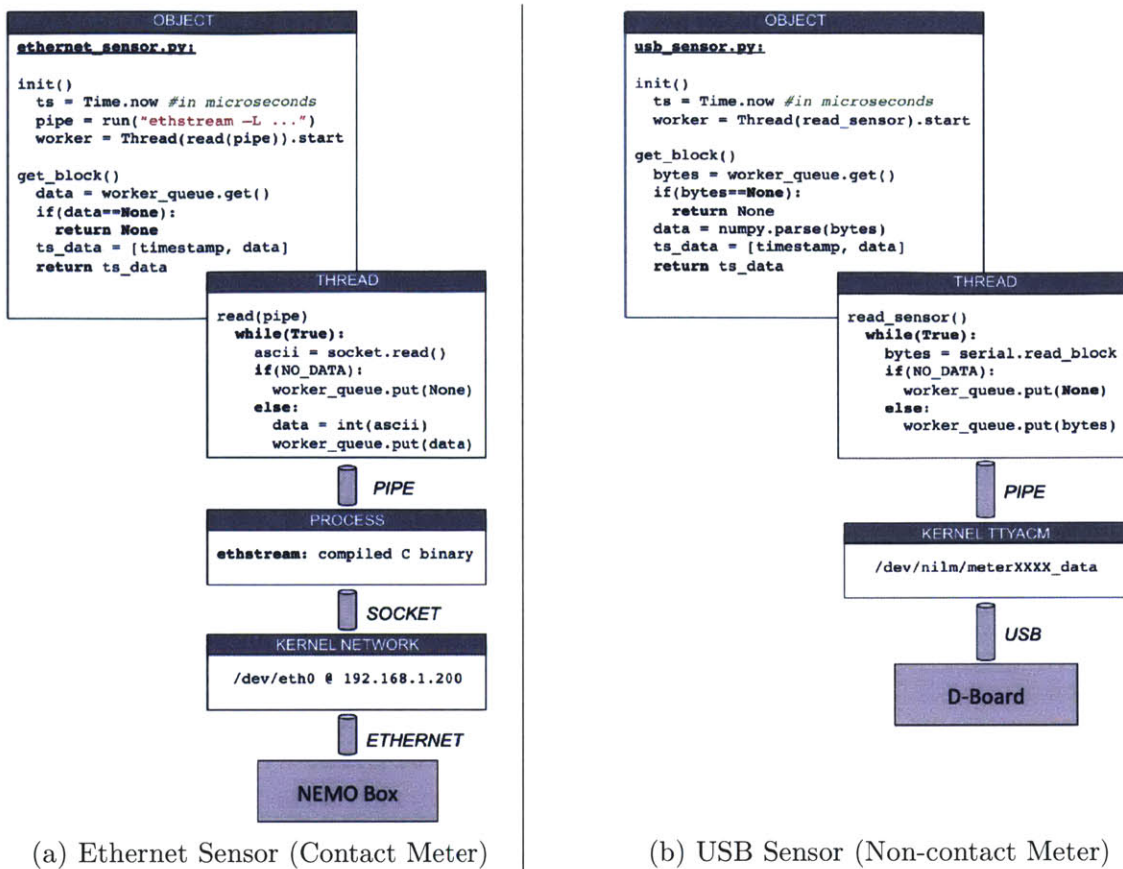 OBJECT
ethernet_sensor.py:
init()
ts = Time.now #in microseconds
pipe = run("ethstream –L ...")
worker = Thread(read(pipe)).start
get_block()
data = worker_queue.get()
if(data==None):
return None
ts_data = [timestamp, data]
return ts_data
THREAD
read(pipe)
while(True):
ascii = socket.read()
if(NO_DATA):
worker_queue.put(None)
else:
data = int(ascii)
worker_queue.put(data)
PIPE
PROCESS
ethstream: compiled C binary
SOCKET
KERNEL NETWORK
/dev/eth0 @ 192.168.1.200
ETHERNET
NEMO Box
(a) Ethernet Sensor (Contact Meter)
OBJECT
usb_sensor.py:
init()
ts = Time.now #in microseconds
worker = Thread(read_sensor).start
get_block()
bytes = worker_queue.get()
if(bytes==None):
return None
data = numpy.parse(bytes)
ts_data = [timestamp, data]
return ts_data
THREAD
read_sensor()
while(True):
bytes = serial.read_block
if(NO_DATA):
worker_queue.put(None)
else:
worker_queue.put(bytes)
PIPE
KERNEL TTYACM
/dev/nilm/meterXXXX_data
USB
D-Board
(b) USB Sensor (Non-contact Meter)